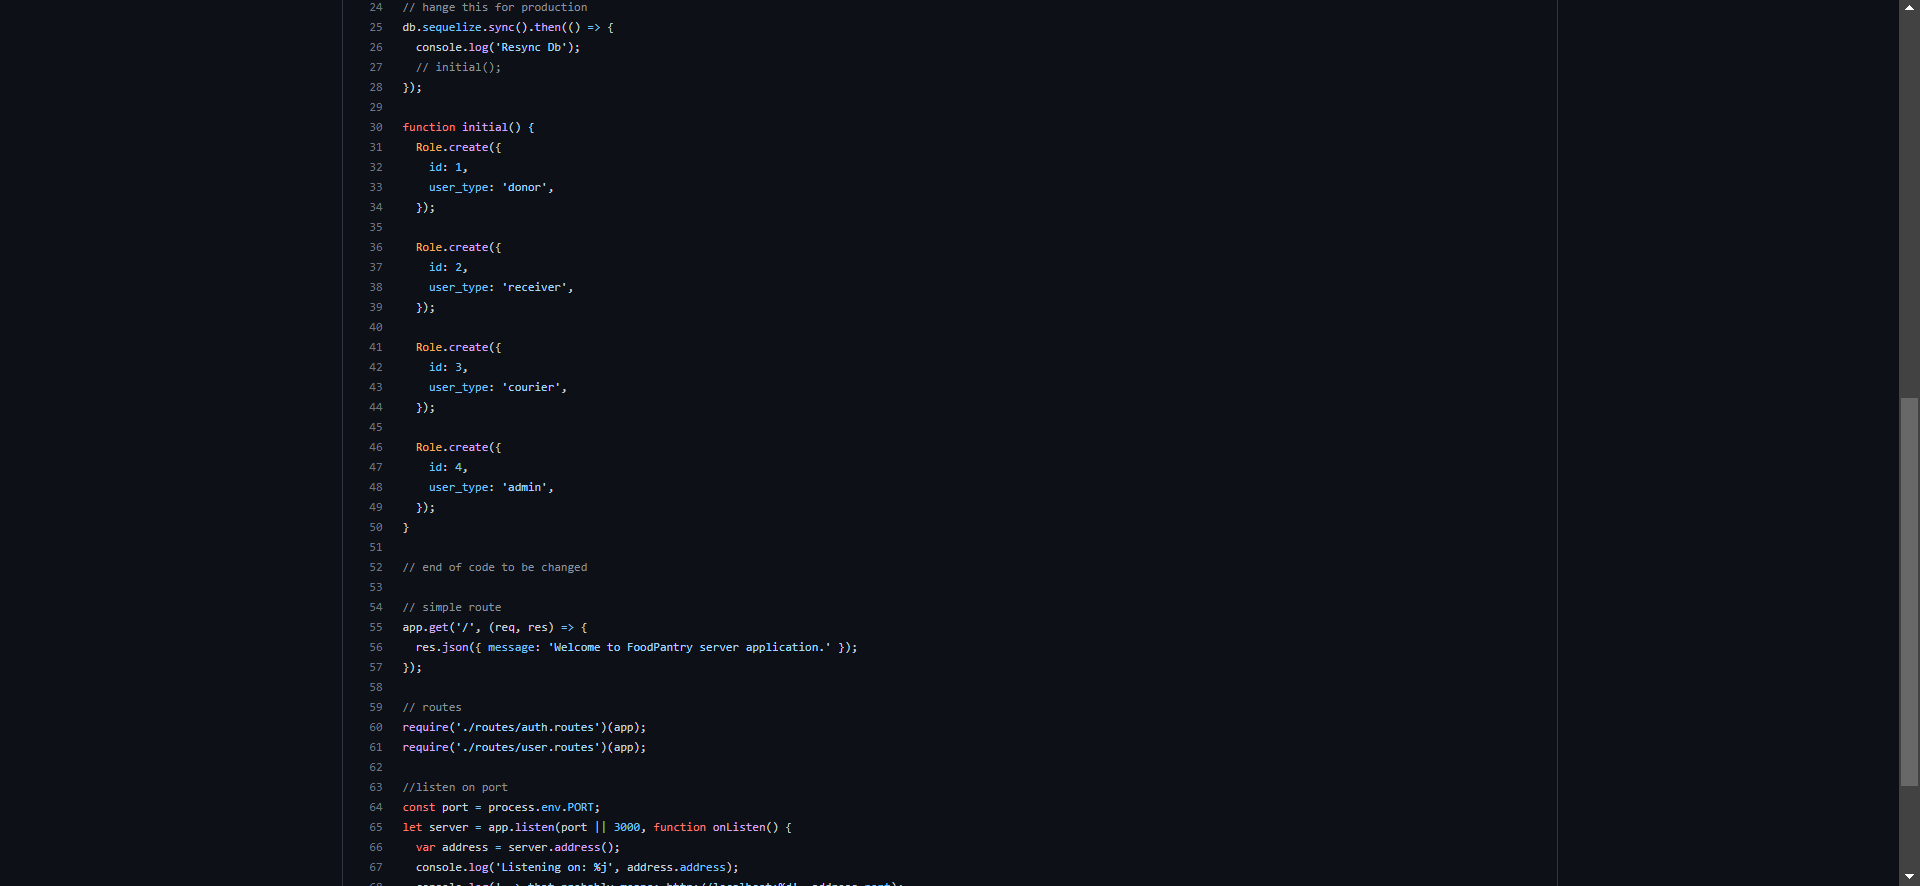 24 // hange this for production
25 db.sequelize.sync().then(() => {
26   console.log('Resync Db');
27   // initial();
28 });
29
30 function initial() {
31   Role.create({
32     id: 1,
33     user_type: 'donor',
34   });
35
36   Role.create({
37     id: 2,
38     user_type: 'receiver',
39   });
40
41   Role.create({
42     id: 3,
43     user_type: 'courier',
44   });
45
46   Role.create({
47     id: 4,
48     user_type: 'admin',
49   });
50 }
51
52 // end of code to be changed
53
54 // simple route
55 app.get('/', (req, res) => {
56   res.json({ message: 'Welcome to FoodPantry server application.' });
57 });
58
59 // routes
60 require('./routes/auth.routes')(app);
61 require('./routes/user.routes')(app);
62
63 //listen on port
64 const port = process.env.PORT;
65 let server = app.listen(port || 3000, function onListen() {
66   var address = server.address();
67   console.log('Listening on: %j', address.address);